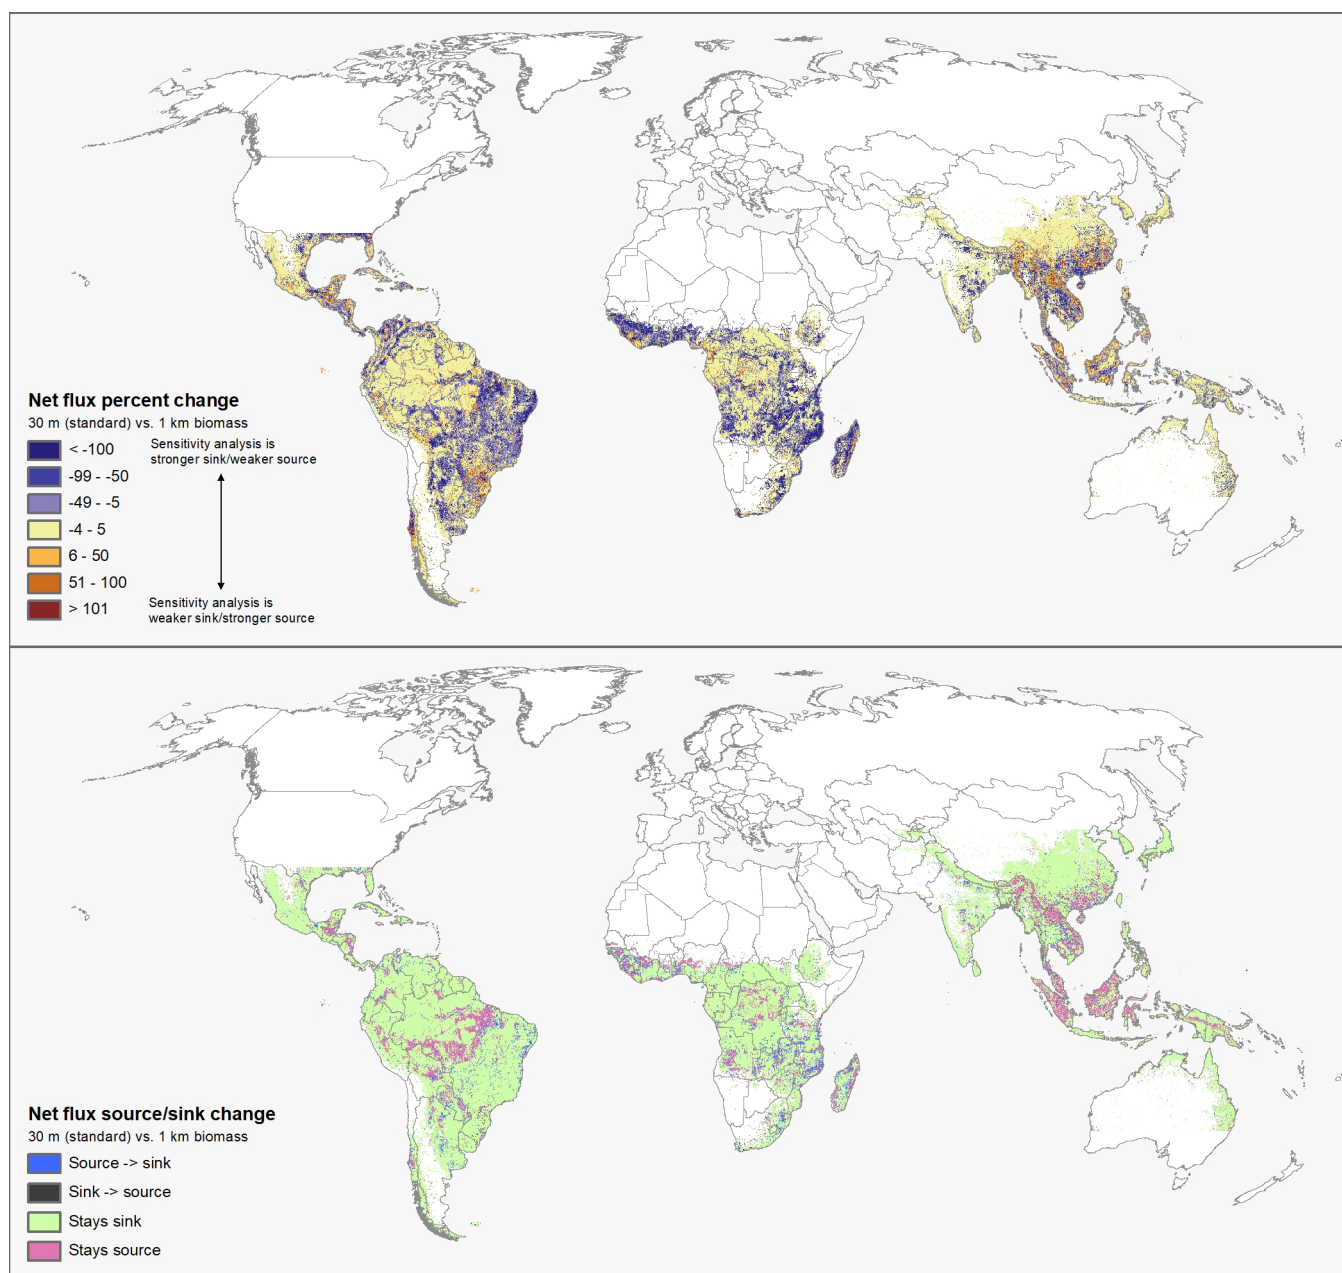 Net flux percent change
30 m (standard) vs. 1 km biomass
< -100
-99 - -50
-49 - -5
-4 - 5
6 - 50
51 - 100
> 101
Sensitivity analysis is
stronger sink/weaker source
Sensitivity analysis is
weaker sink/stronger source
Net flux source/sink change
30 m (standard) vs. 1 km biomass
Source -> sink
Sink -> source
Stays sink
Stays source